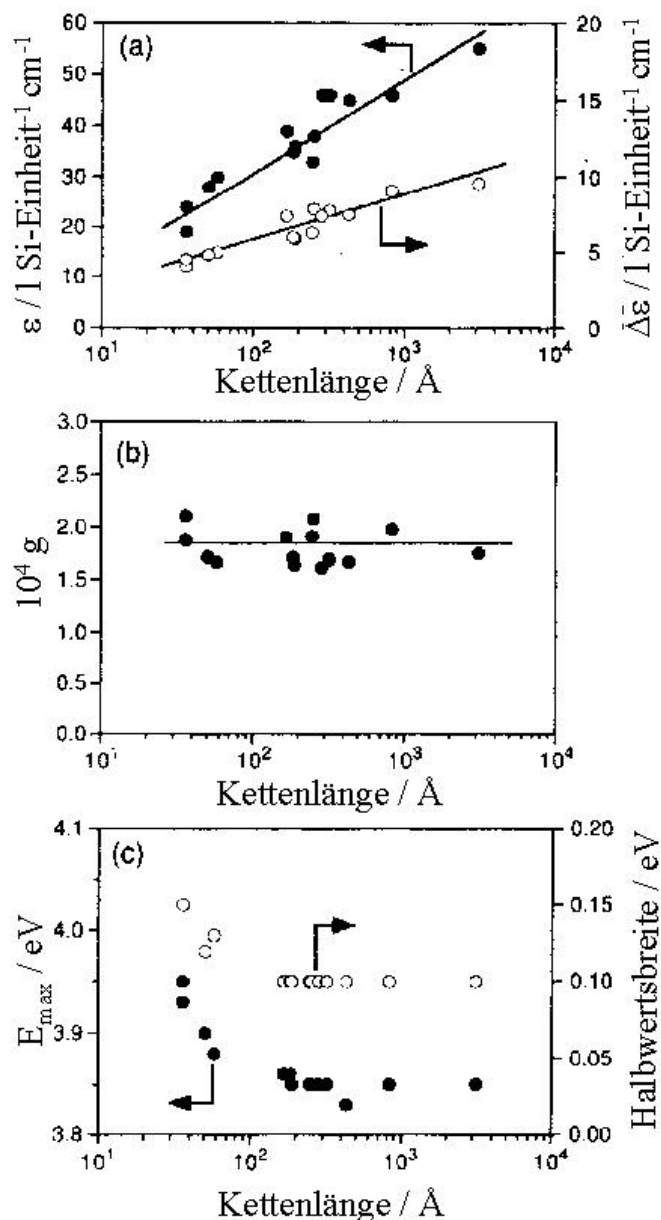 (a)
60
50
40
30
20
10
0
ε / 1 Si-Einheit⁻¹ cm⁻¹
20
15
10
5
0
Δε̄ / 1 Si-Einheit⁻¹ cm⁻¹
10¹ 10² 10³ 10⁴
Kettenlänge / Å
(b)
3.0
2.5
2.0
1.5
1.0
0.5
0.0
10⁴ g
10¹ 10² 10³ 10⁴
Kettenlänge / Å
(c)
4.1
4.0
3.9
3.8
E_max / eV
0.20
0.15
0.10
0.05
0.00
Halbwertsbreite / eV
10¹ 10² 10³ 10⁴
Kettenlänge / Å